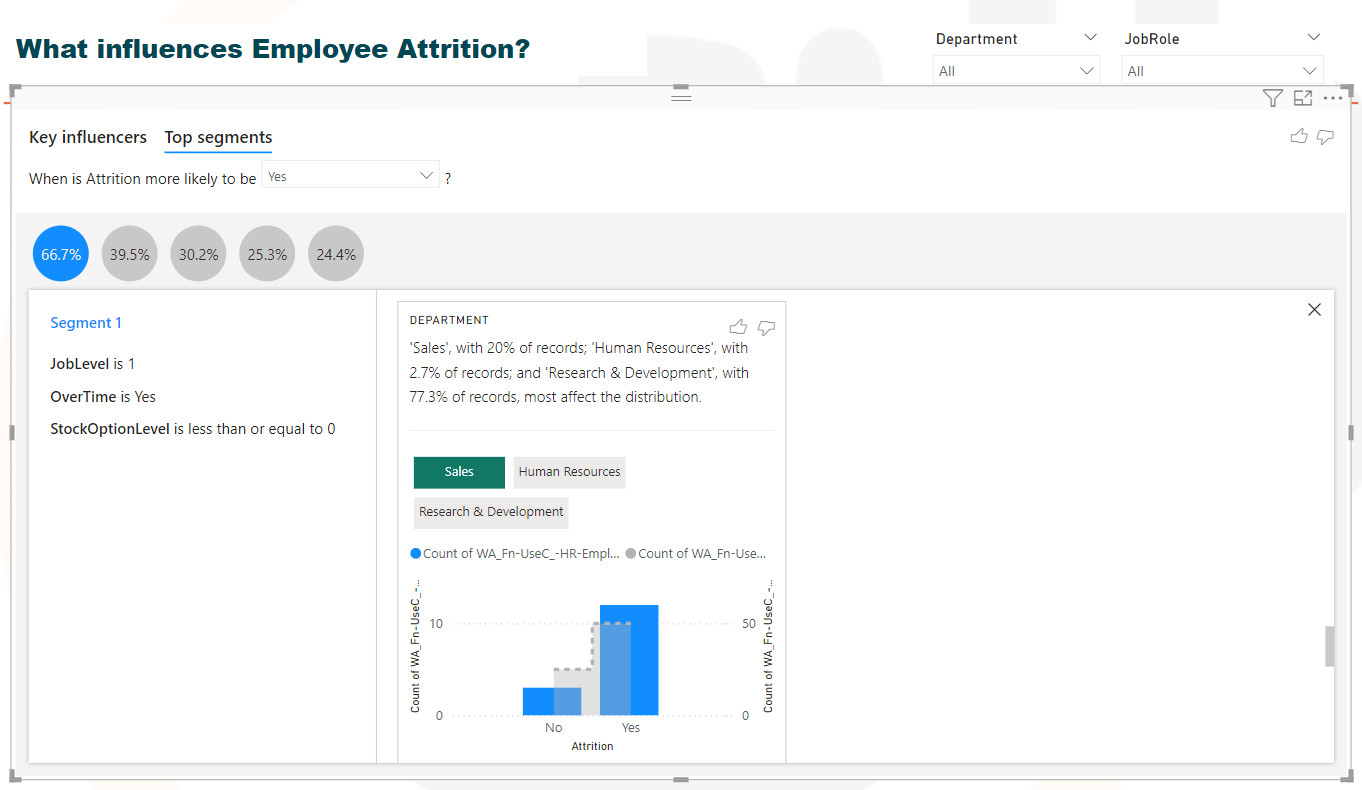 What influences Employee Attrition?
Department
JobRole
All
All
Key influencers Top segments
When is Attrition more likely to be Yes ?
66.7% 39.5% 30.2% 25.3% 24.4%
Segment 1
JobLevel is 1
OverTime is Yes
StockOptionLevel is less than or equal to 0
DEPARTMENT
'Sales', with 20% of records; 'Human Resources', with
2.7% of records; and 'Research & Development', with
77.3% of records, most affect the distribution.
Sales Human Resources
Research & Development
Count of WA_Fn-UseC_-HR-Empl... Count of WA_Fn-Use...
Count of WA_Fn-UseC_-...
10
0
50
0
Count of WA_Fn-UseC_-...
No Yes
Attrition